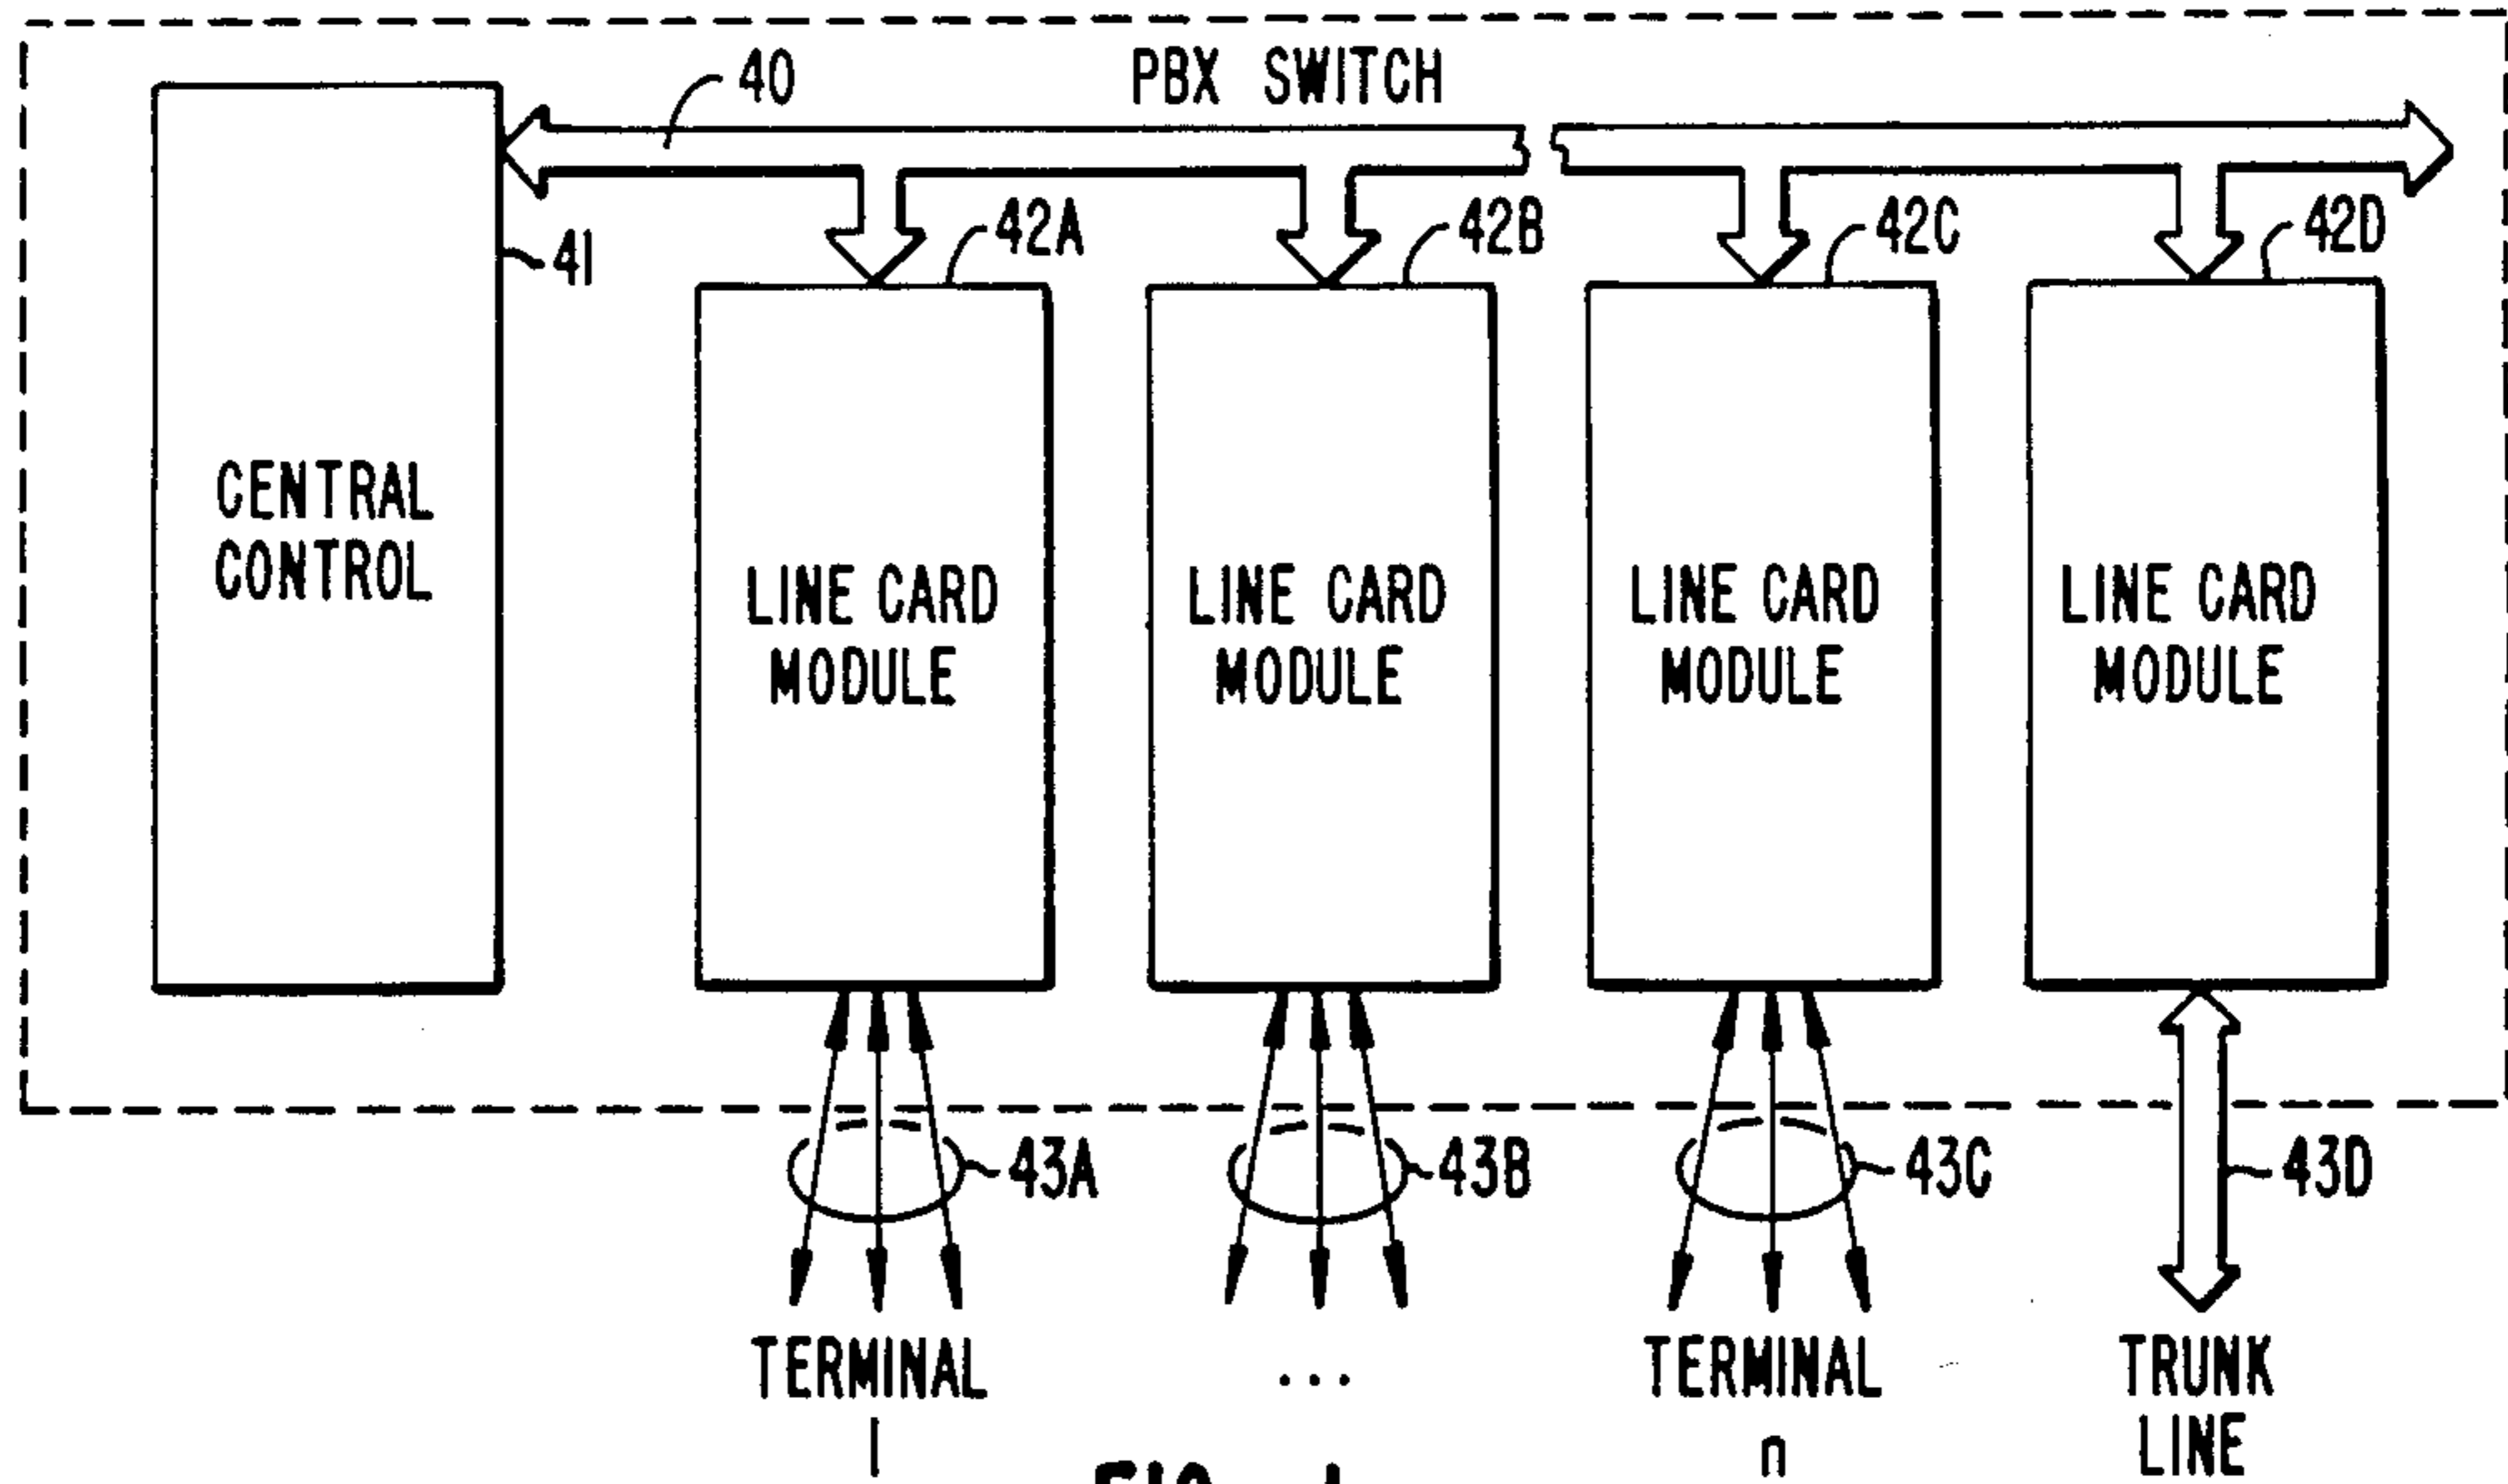 PBX SWITCH
40
41
42A
42B
42C
42D
CENTRAL
CONTROL
LINE CARD
MODULE
LINE CARD
MODULE
LINE CARD
MODULE
LINE CARD
MODULE
43A
43B
43C
43D
TERMINAL
1
...
TERMINAL
n
TRUNK
LINE